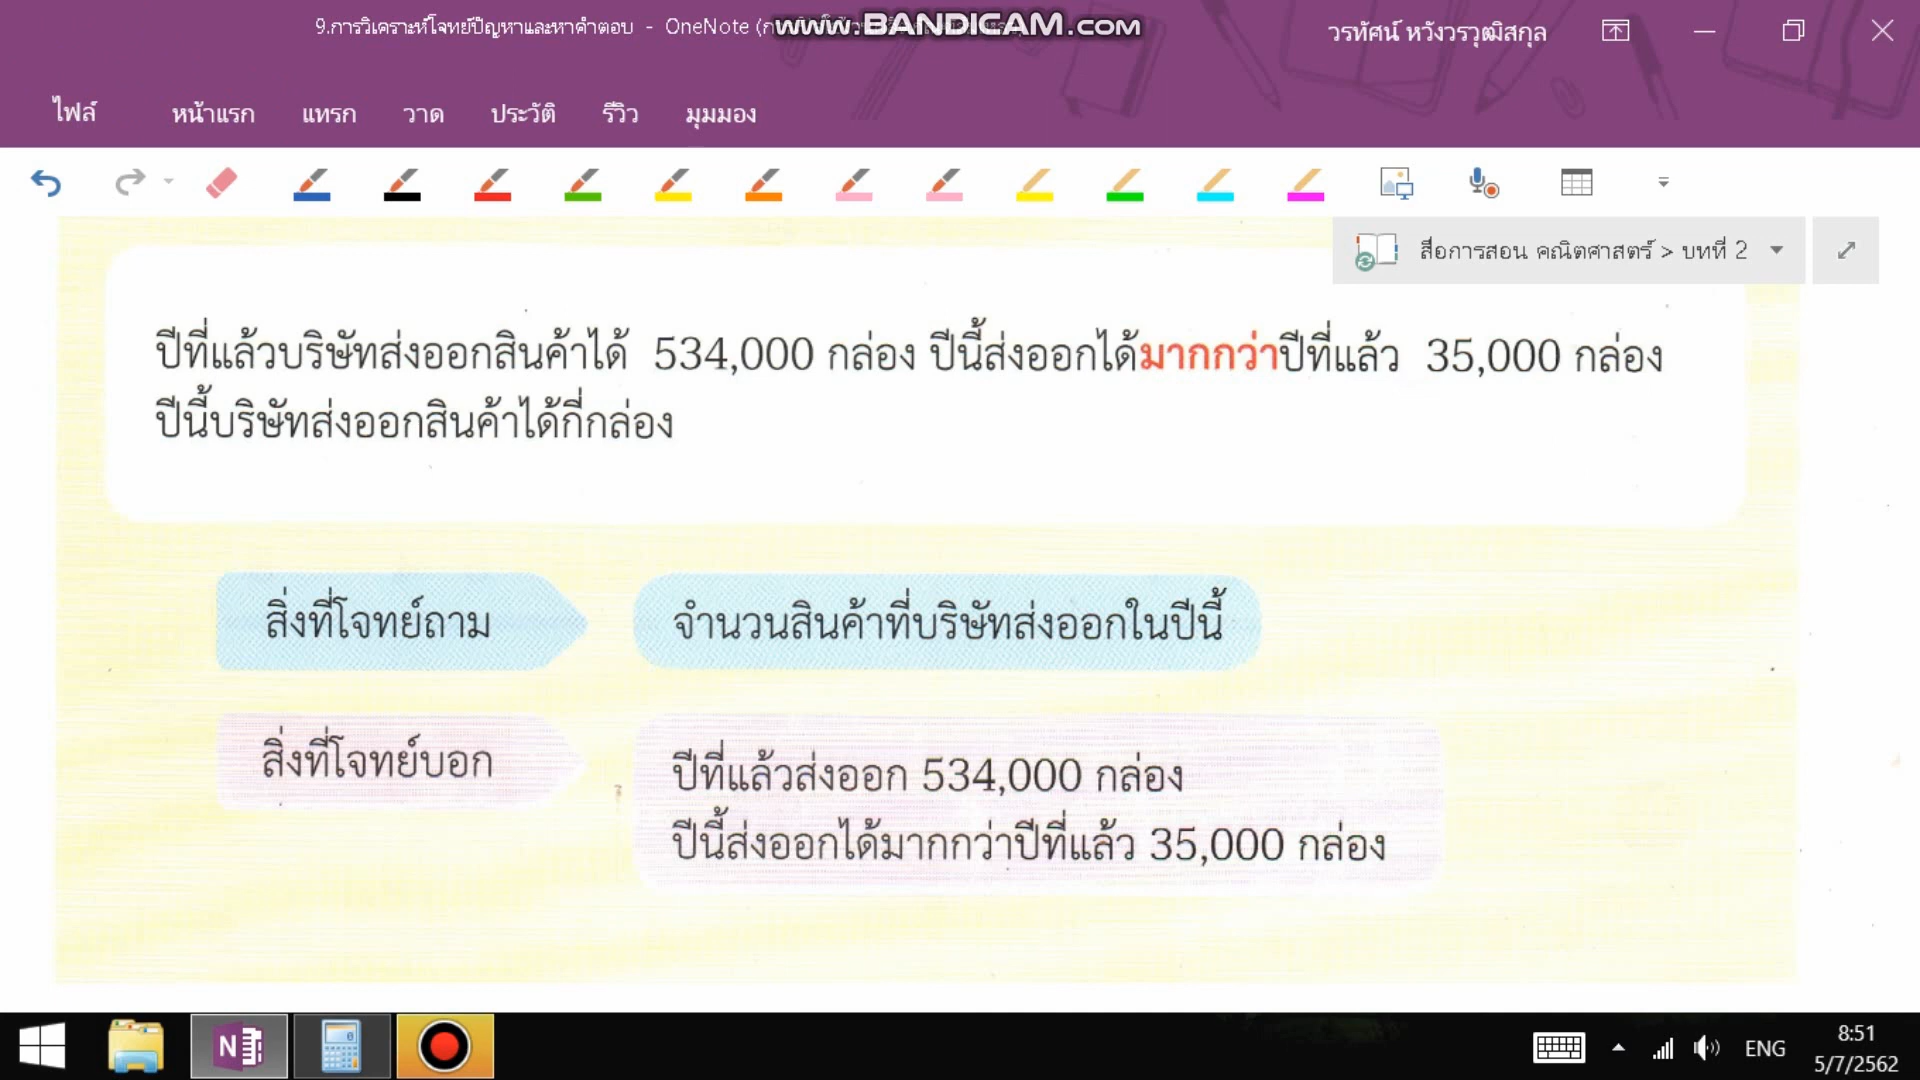 9.การวิเคราะห์โจทย์ปัญหาและหาคำตอบ - OneNote
www.BANDICAM.com
วรทัศน์ หวังวรวุฒิสกุล
ไฟล์ หน้าแรก แทรก วาด ประวัติ รีวิว มุมมอง
สื่อการสอน คณิตศาสตร์ > บทที่ 2
ปีที่แล้วบริษัทส่งออกสินค้าได้ 534,000 กล่อง ปีนี้ส่งออกได้มากกว่าปีที่แล้ว 35,000 กล่อง
ปีนี้บริษัทส่งออกสินค้าได้กี่กล่อง
สิ่งที่โจทย์ถาม
จำนวนสินค้าที่บริษัทส่งออกในปีนี้
สิ่งที่โจทย์บอก
ปีที่แล้วส่งออก 534,000 กล่อง
ปีนี้ส่งออกได้มากกว่าปีที่แล้ว 35,000 กล่อง
ENG
8:51
5/7/2562